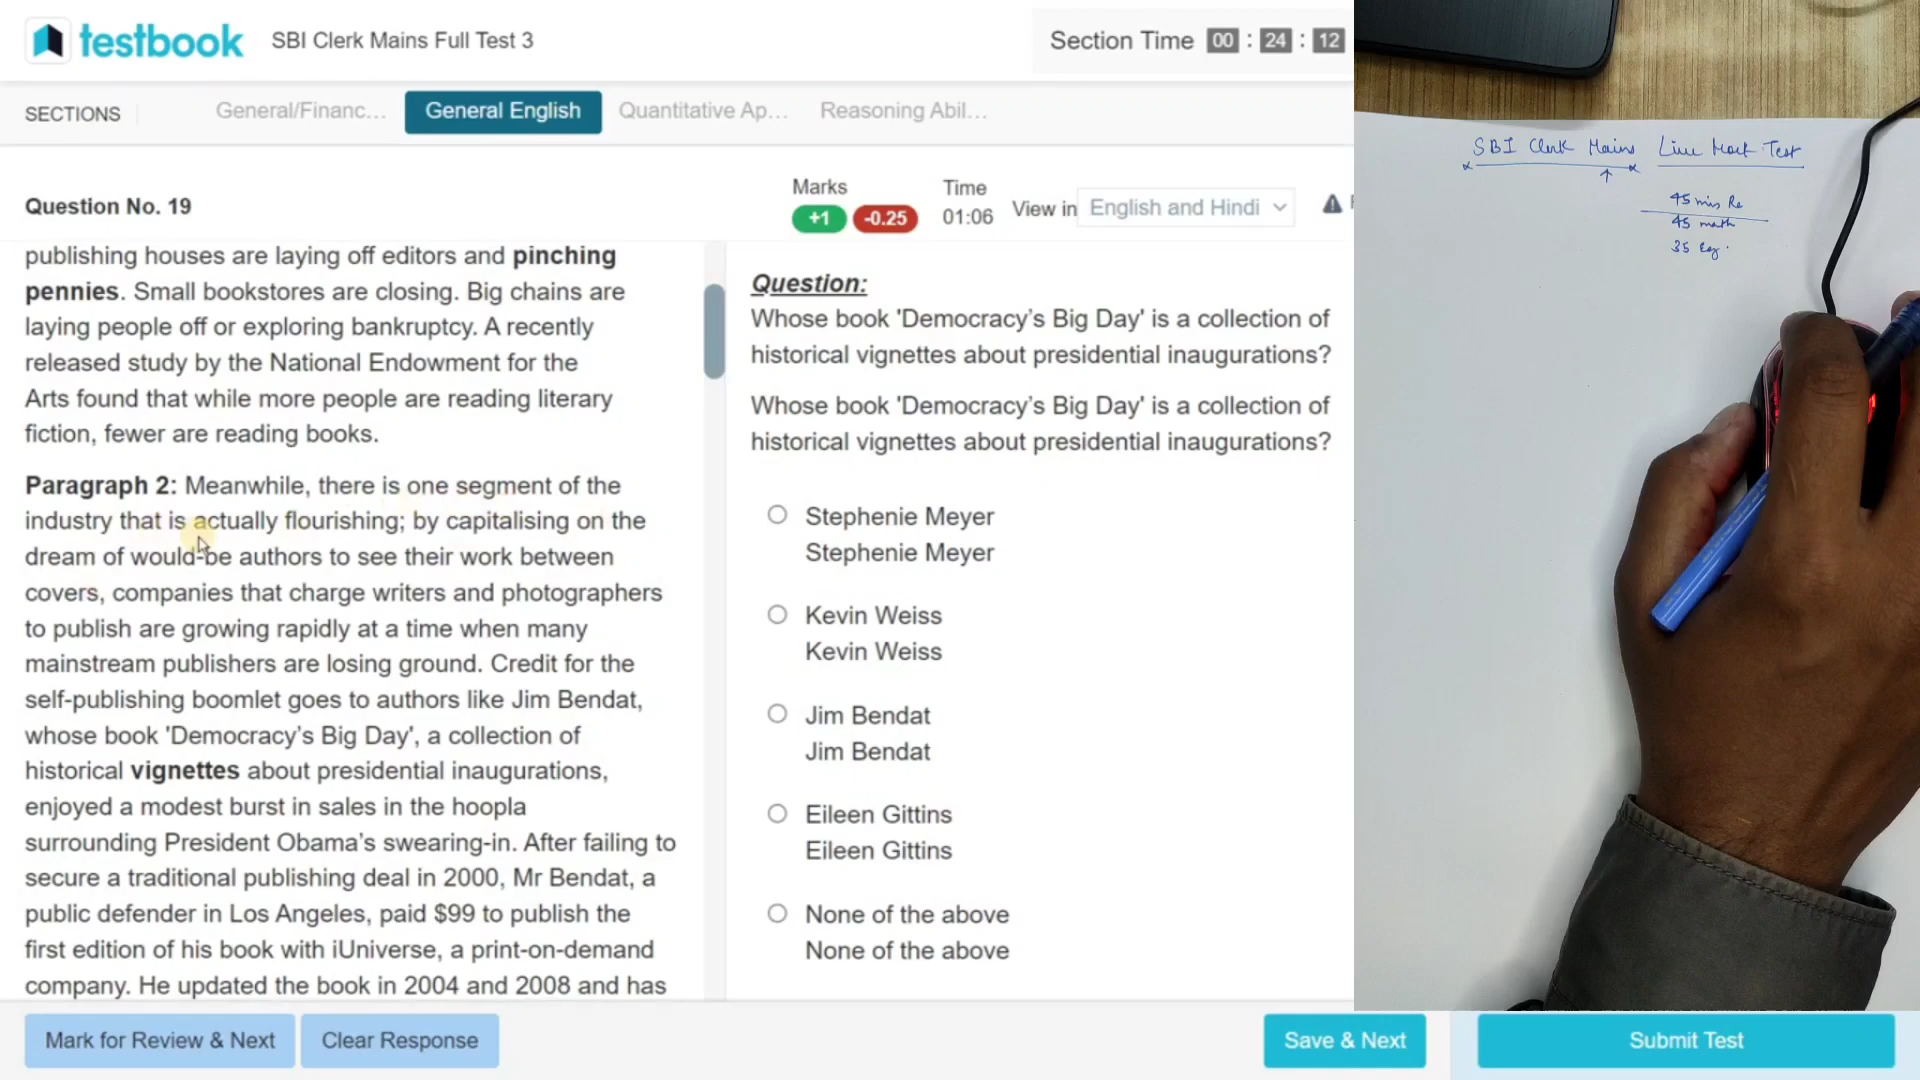 testbook
SBI Clerk Mains Full Test 3
Section Time 00 : 24 : 12
SECTIONS
General/Financ...
General English
Quantitative Ap...
Reasoning Abil...
Question No. 19
Marks
+1 -0.25
Time
01:06
View in English and Hindi
publishing houses are laying off editors and pinching
pennies. Small bookstores are closing. Big chains are
laying people off or exploring bankruptcy. A recently
released study by the National Endowment for the
Arts found that while more people are reading literary
fiction, fewer are reading books.
Paragraph 2: Meanwhile, there is one segment of the
industry that is actually flourishing; by capitalising on the
dream of would-be authors to see their work between
covers, companies that charge writers and photographers
to publish are growing rapidly at a time when many
mainstream publishers are losing ground. Credit for the
self-publishing boomlet goes to authors like Jim Bendat,
whose book 'Democracy’s Big Day', a collection of
historical vignettes about presidential inaugurations,
enjoyed a modest burst in sales in the hoopla
surrounding President Obama’s swearing-in. After failing to
secure a traditional publishing deal in 2000, Mr Bendat, a
public defender in Los Angeles, paid $99 to publish the
first edition of his book with iUniverse, a print-on-demand
company. He updated the book in 2004 and 2008 and has
Question:
Whose book 'Democracy’s Big Day' is a collection of
historical vignettes about presidential inaugurations?
Whose book 'Democracy’s Big Day' is a collection of
historical vignettes about presidential inaugurations?
Stephenie Meyer
Stephenie Meyer
Kevin Weiss
Kevin Weiss
Jim Bendat
Jim Bendat
Eileen Gittins
Eileen Gittins
None of the above
None of the above
Mark for Review & Next
Clear Response
Save & Next
Submit Test
SBI Clerk Mains Live Mock Test
45 min Re
45 math
35 Eng.